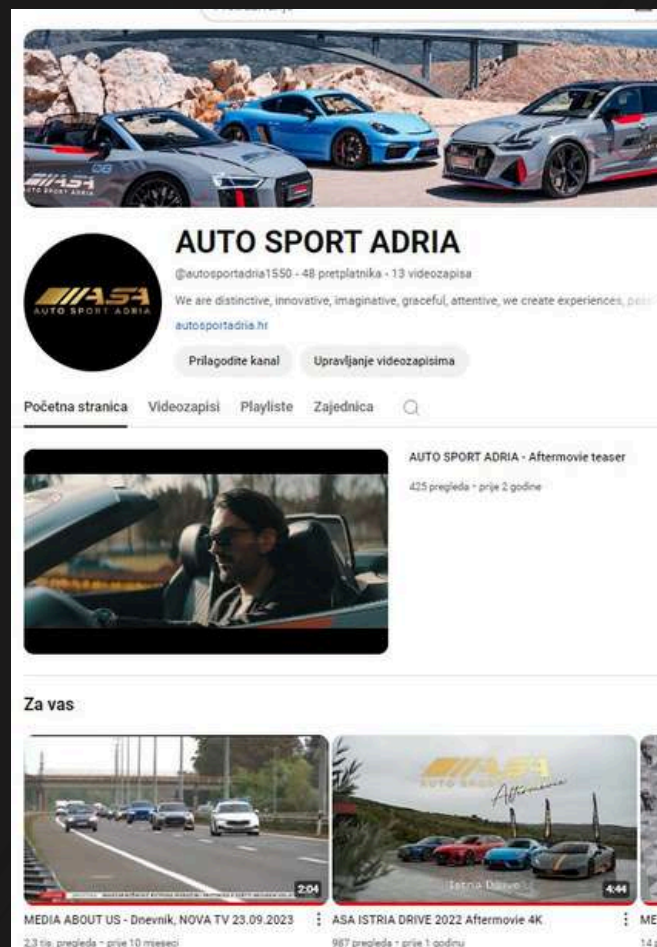 ASA
AUTO SPORT ADRIA
AUTO SPORT ADRIA
ASA
AUTO SPORT ADRIA
@autosportadria1550 - 48 pretplatnika - 13 videozapisa
We are distinctive, innovative, imaginative, graceful, attentive, we create experiences,
autosportadria.hr
Prilagodite kanal
Upravljanje videozapisima
Početna stranica Videozapisi Playliste Zajednica
AUTO SPORT ADRIA - Aftermovie teaser
425 pregleda - prije 2 godine
Za vas
ASA
Aftermovie
Istria Drive
2:04
4:44
MEDIA ABOUT US - Dnevnik, NOVA TV 23.09.2023
ASA ISTRIA DRIVE 2022 Aftermovie 4K
ME
2,3 tis. pregleda - prije 10 mjeseci
987 pregleda - prije 1 godinu